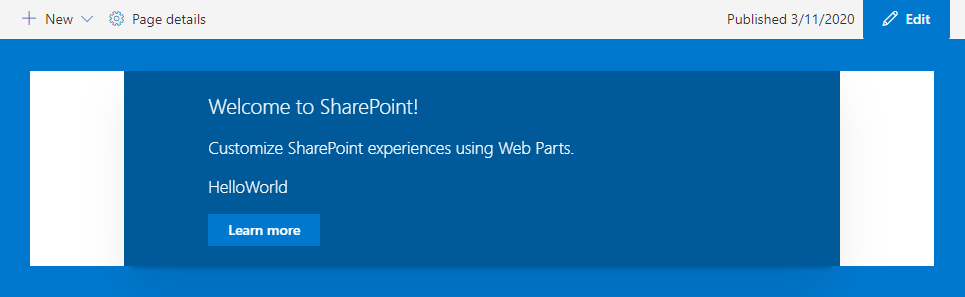 New Page details Published 3/11/2020 Edit
Welcome to SharePoint!
Customize SharePoint experiences using Web Parts.
HelloWorld
Learn more